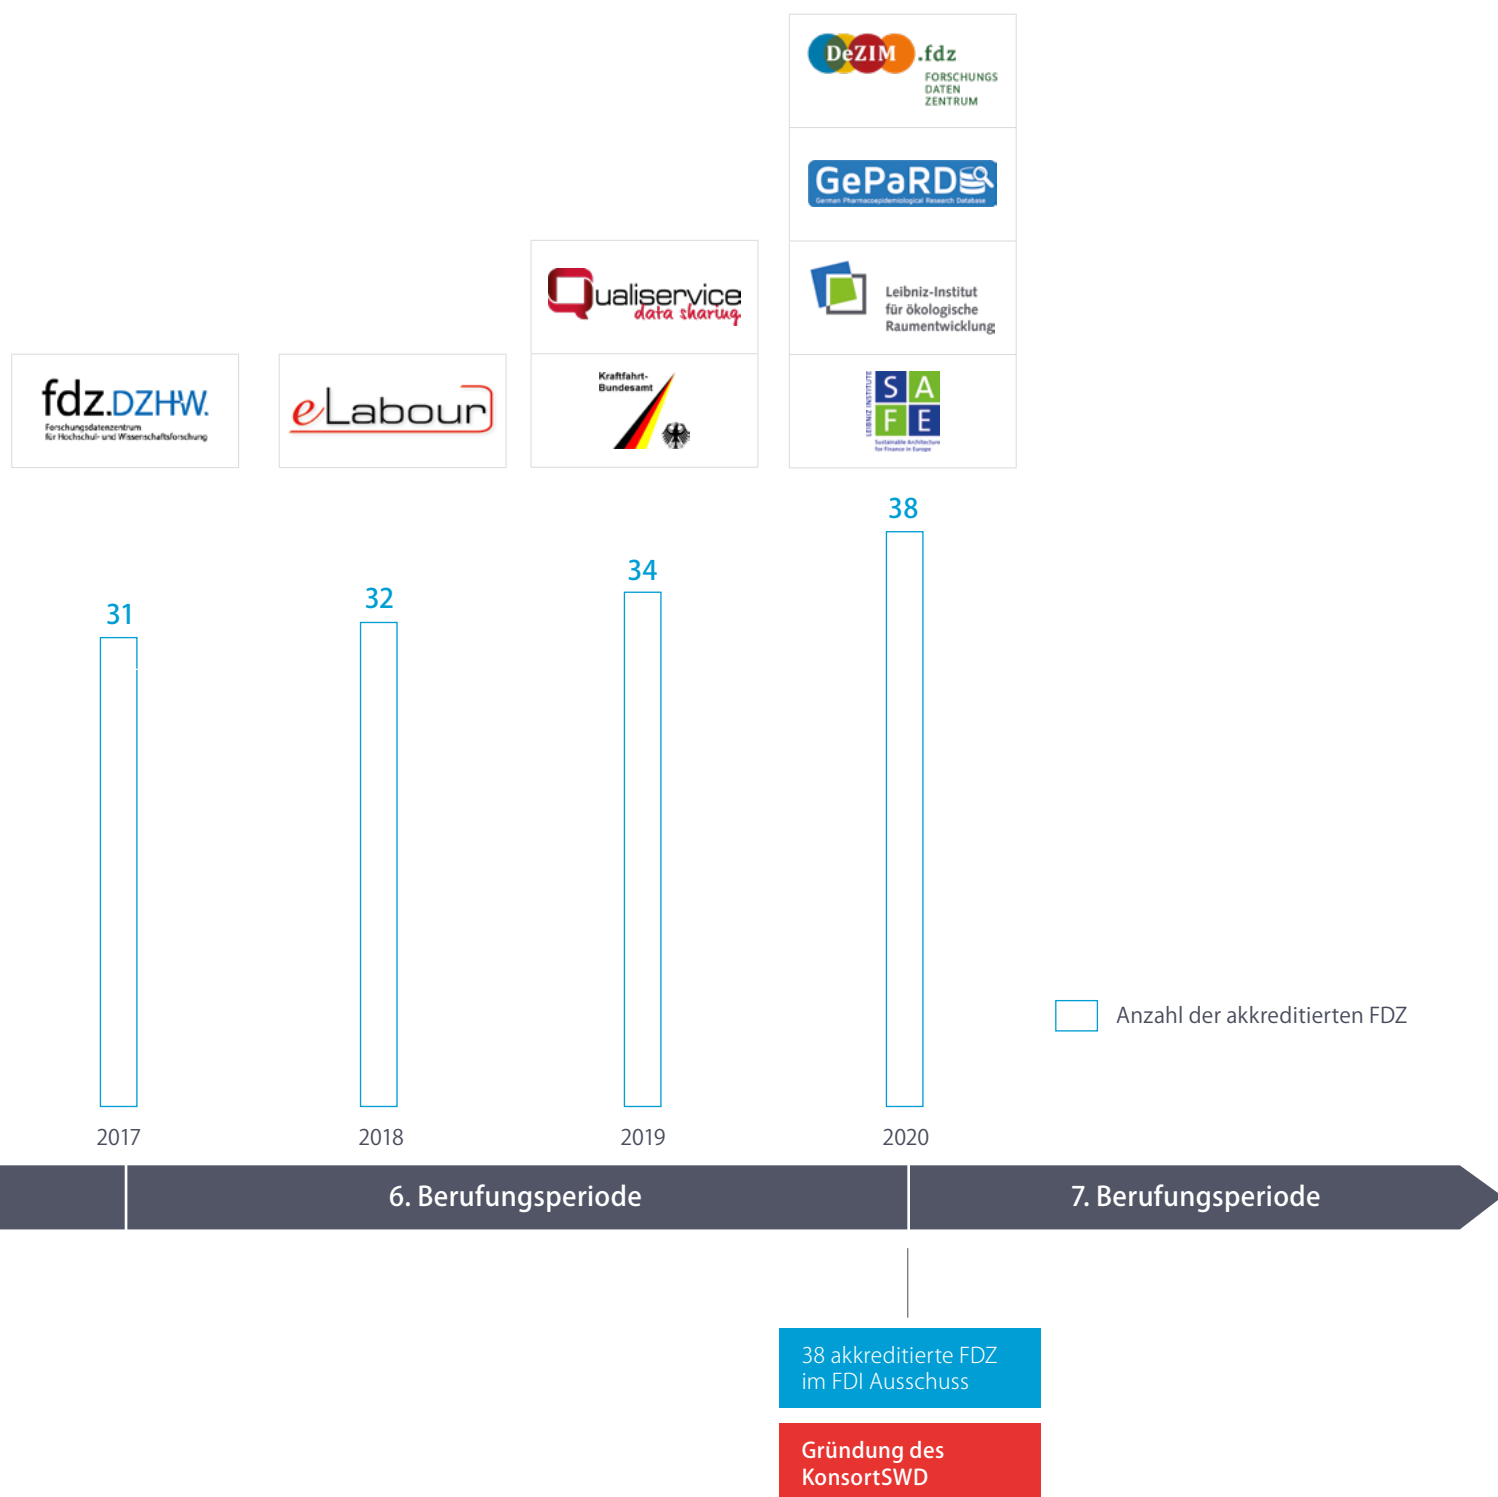 DeZIM .fdz
FORSCHUNGS
DATEN
ZENTRUM
GePaRD
German Pharmacoepidemiological Research Database
Qualiservice
data sharing
Leibniz-Institut
für ökologische
Raumentwicklung
fdz.DZHW.
Forschungsdatenzentrum
für Hochschul- und Wissenschaftsforschung
eLabour
Kraftfahrt-
Bundesamt
LEIBNIZ INSTITUTE
SA
FE
Sustainable Architecture
for Finance in Europe
31
32
34
38
Anzahl der akkreditierten FDZ
2017
2018
2019
2020
6. Berufungsperiode
7. Berufungsperiode
38 akkreditierte FDZ
im FDI Ausschuss
Gründung des
KonsortSWD